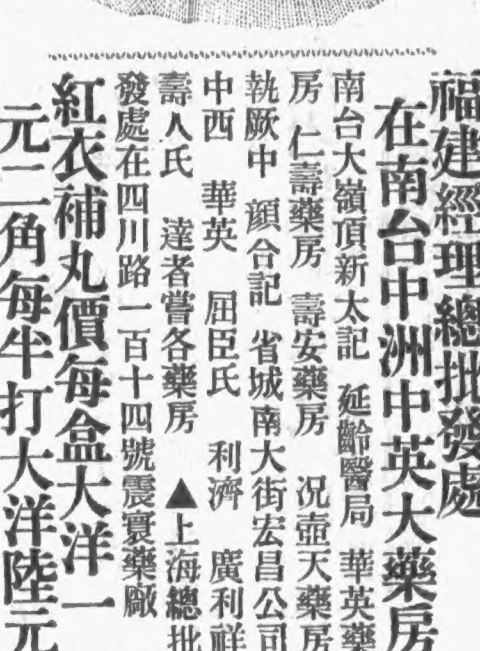 福建經理總批發處
在南台中洲中英大藥房
南台大嶺頂新太記 延齡醫局 華英藥
房 仁壽藥房 壽安藥房 況壺天藥房
執厥中 顔台記 省城南大街宏昌公司
中西 華英 屈臣氏 利濟 廣利祥
壽人氏 達者嘗各藥房 ▲上海總批
發處在四川路一百十四號震寰藥廠
紅衣補丸價每盒大洋一
元二角每半打大洋陸元